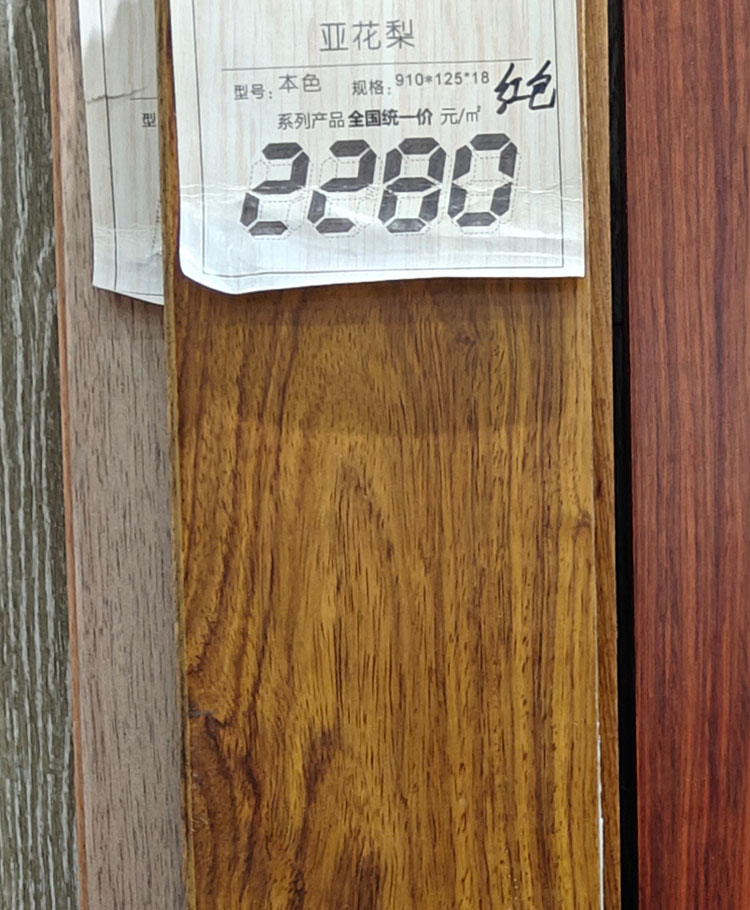 亚花梨
型号: 本色 规格: 910*125*18 红色
系列产品 全国统一价 元/㎡
2280
型